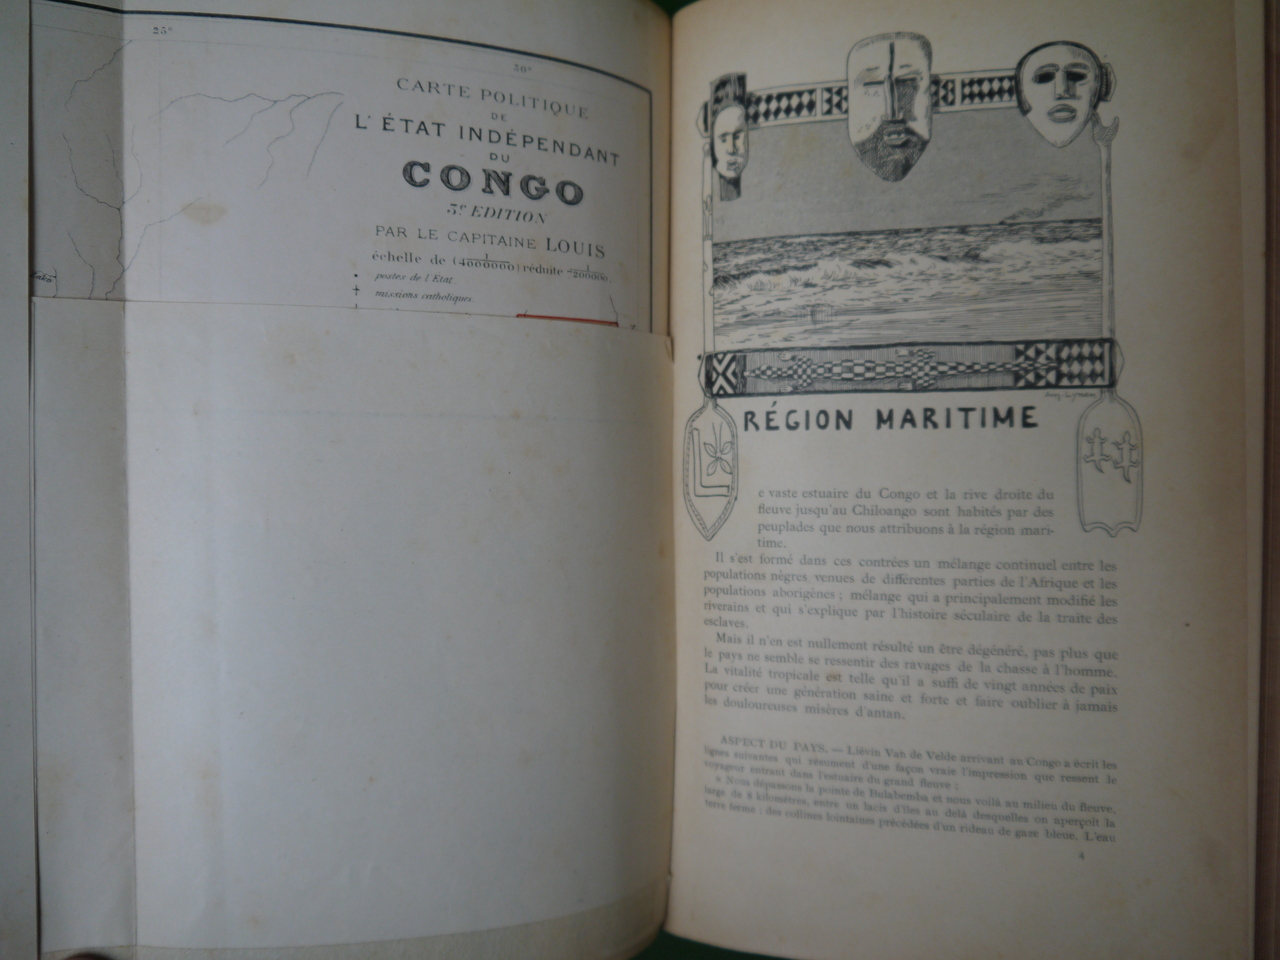 25°
30°
CARTE POLITIQUE
DE
L'ÉTAT INDÉPENDANT
DU
CONGO
3e EDITION
PAR LE CAPITAINE LOUIS
échelle de (1/4000000) réduite
postes de l'État.
missions catholiques
RÉGION MARITIME
L
e vaste estuaire du Congo et la rive droite du
fleuve jusqu'au Chiloango sont habités par des
peuplades que nous attribuons à la région mari-
time.
Il s'est formé dans ces contrées un mélange continuel entre les
populations nègres venues de différentes parties de l'Afrique et les
populations aborigènes ; mélange qui a principalement modifié les
riverains et qui s'explique par l'histoire séculaire de la traite des
esclaves.
Mais il n'en est nullement résulté un être dégénéré, pas plus que
le pays ne semble se ressentir des ravages de la chasse à l'homme.
La vitalité tropicale est telle qu'il a suffi de vingt années de paix
pour créer une génération saine et forte et faire oublier à jamais
les douloureuses misères d'antan.
ASPECT DU PAYS. — Liévin Van de Velde arrivant au Congo a écrit les
lignes suivantes qui résument d'une façon vraie l'impression que ressent le
voyageur entrant dans l'estuaire du grand fleuve :
« Nous dépassons la pointe de Bulabemba et nous voilà au milieu du fleuve,
large de 8 kilomètres, entre un lacis d'îles au delà desquelles on aperçoit la
terre ferme : des collines lointaines précédées d'un rideau de gaze bleue. L'eau
4